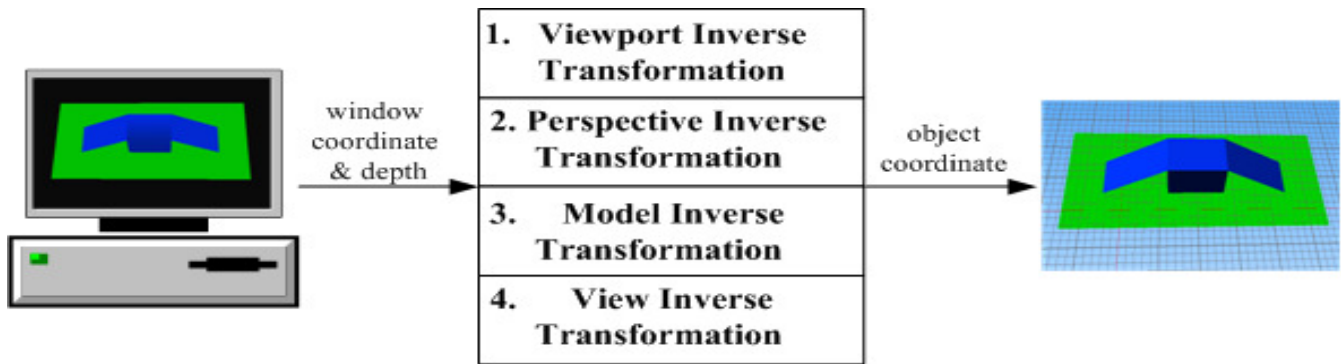 window
coordinate
& depth
1. Viewport Inverse
Transformation
2. Perspective Inverse
Transformation
3. Model Inverse
Transformation
4. View Inverse
Transformation
object
coordinate